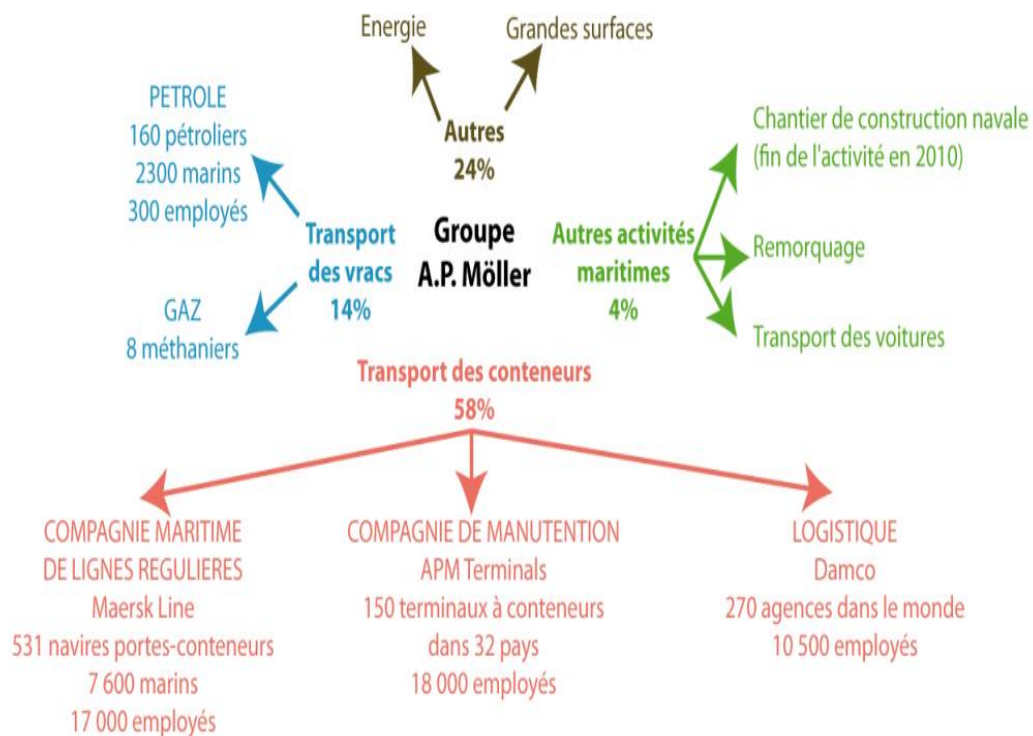 Energie
Grandes surfaces
Autres
24%
PETROLE
160 pétroliers
2300 marins
300 employés
Transport
des vracs
14%
GAZ
8 méthaniers
Groupe
A.P. Möller
Autres activités
maritimes
4%
Chantier de construction navale
(fin de l'activité en 2010)
Remorquage
Transport des voitures
Transport des conteneurs
58%
COMPAGNIE MARITIME
DE LIGNES REGULIERES
Maersk Line
531 navires portes-conteneurs
7 600 marins
17 000 employés
COMPAGNIE DE MANUTENTION
APM Terminals
150 terminaux à conteneurs
dans 32 pays
18 000 employés
LOGISTIQUE
Damco
270 agences dans le monde
10 500 employés